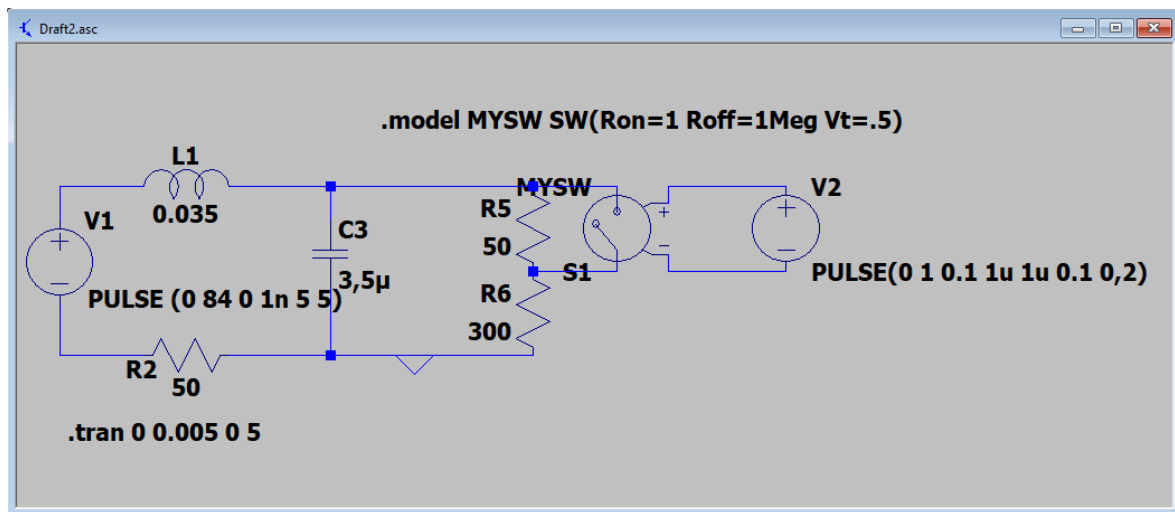 Draft2.asc
.model MYSW SW(Ron=1 Roff=1Meg Vt=.5)
L1
0.035
MYSW
V2
R5
50
V1
C3
3,5µ
S1
PULSE(0 1 0.1 1u 1u 0.1 0,2)
PULSE (0 84 0 1n 5 5)
R6
300
R2
50
.tran 0 0.005 0 5